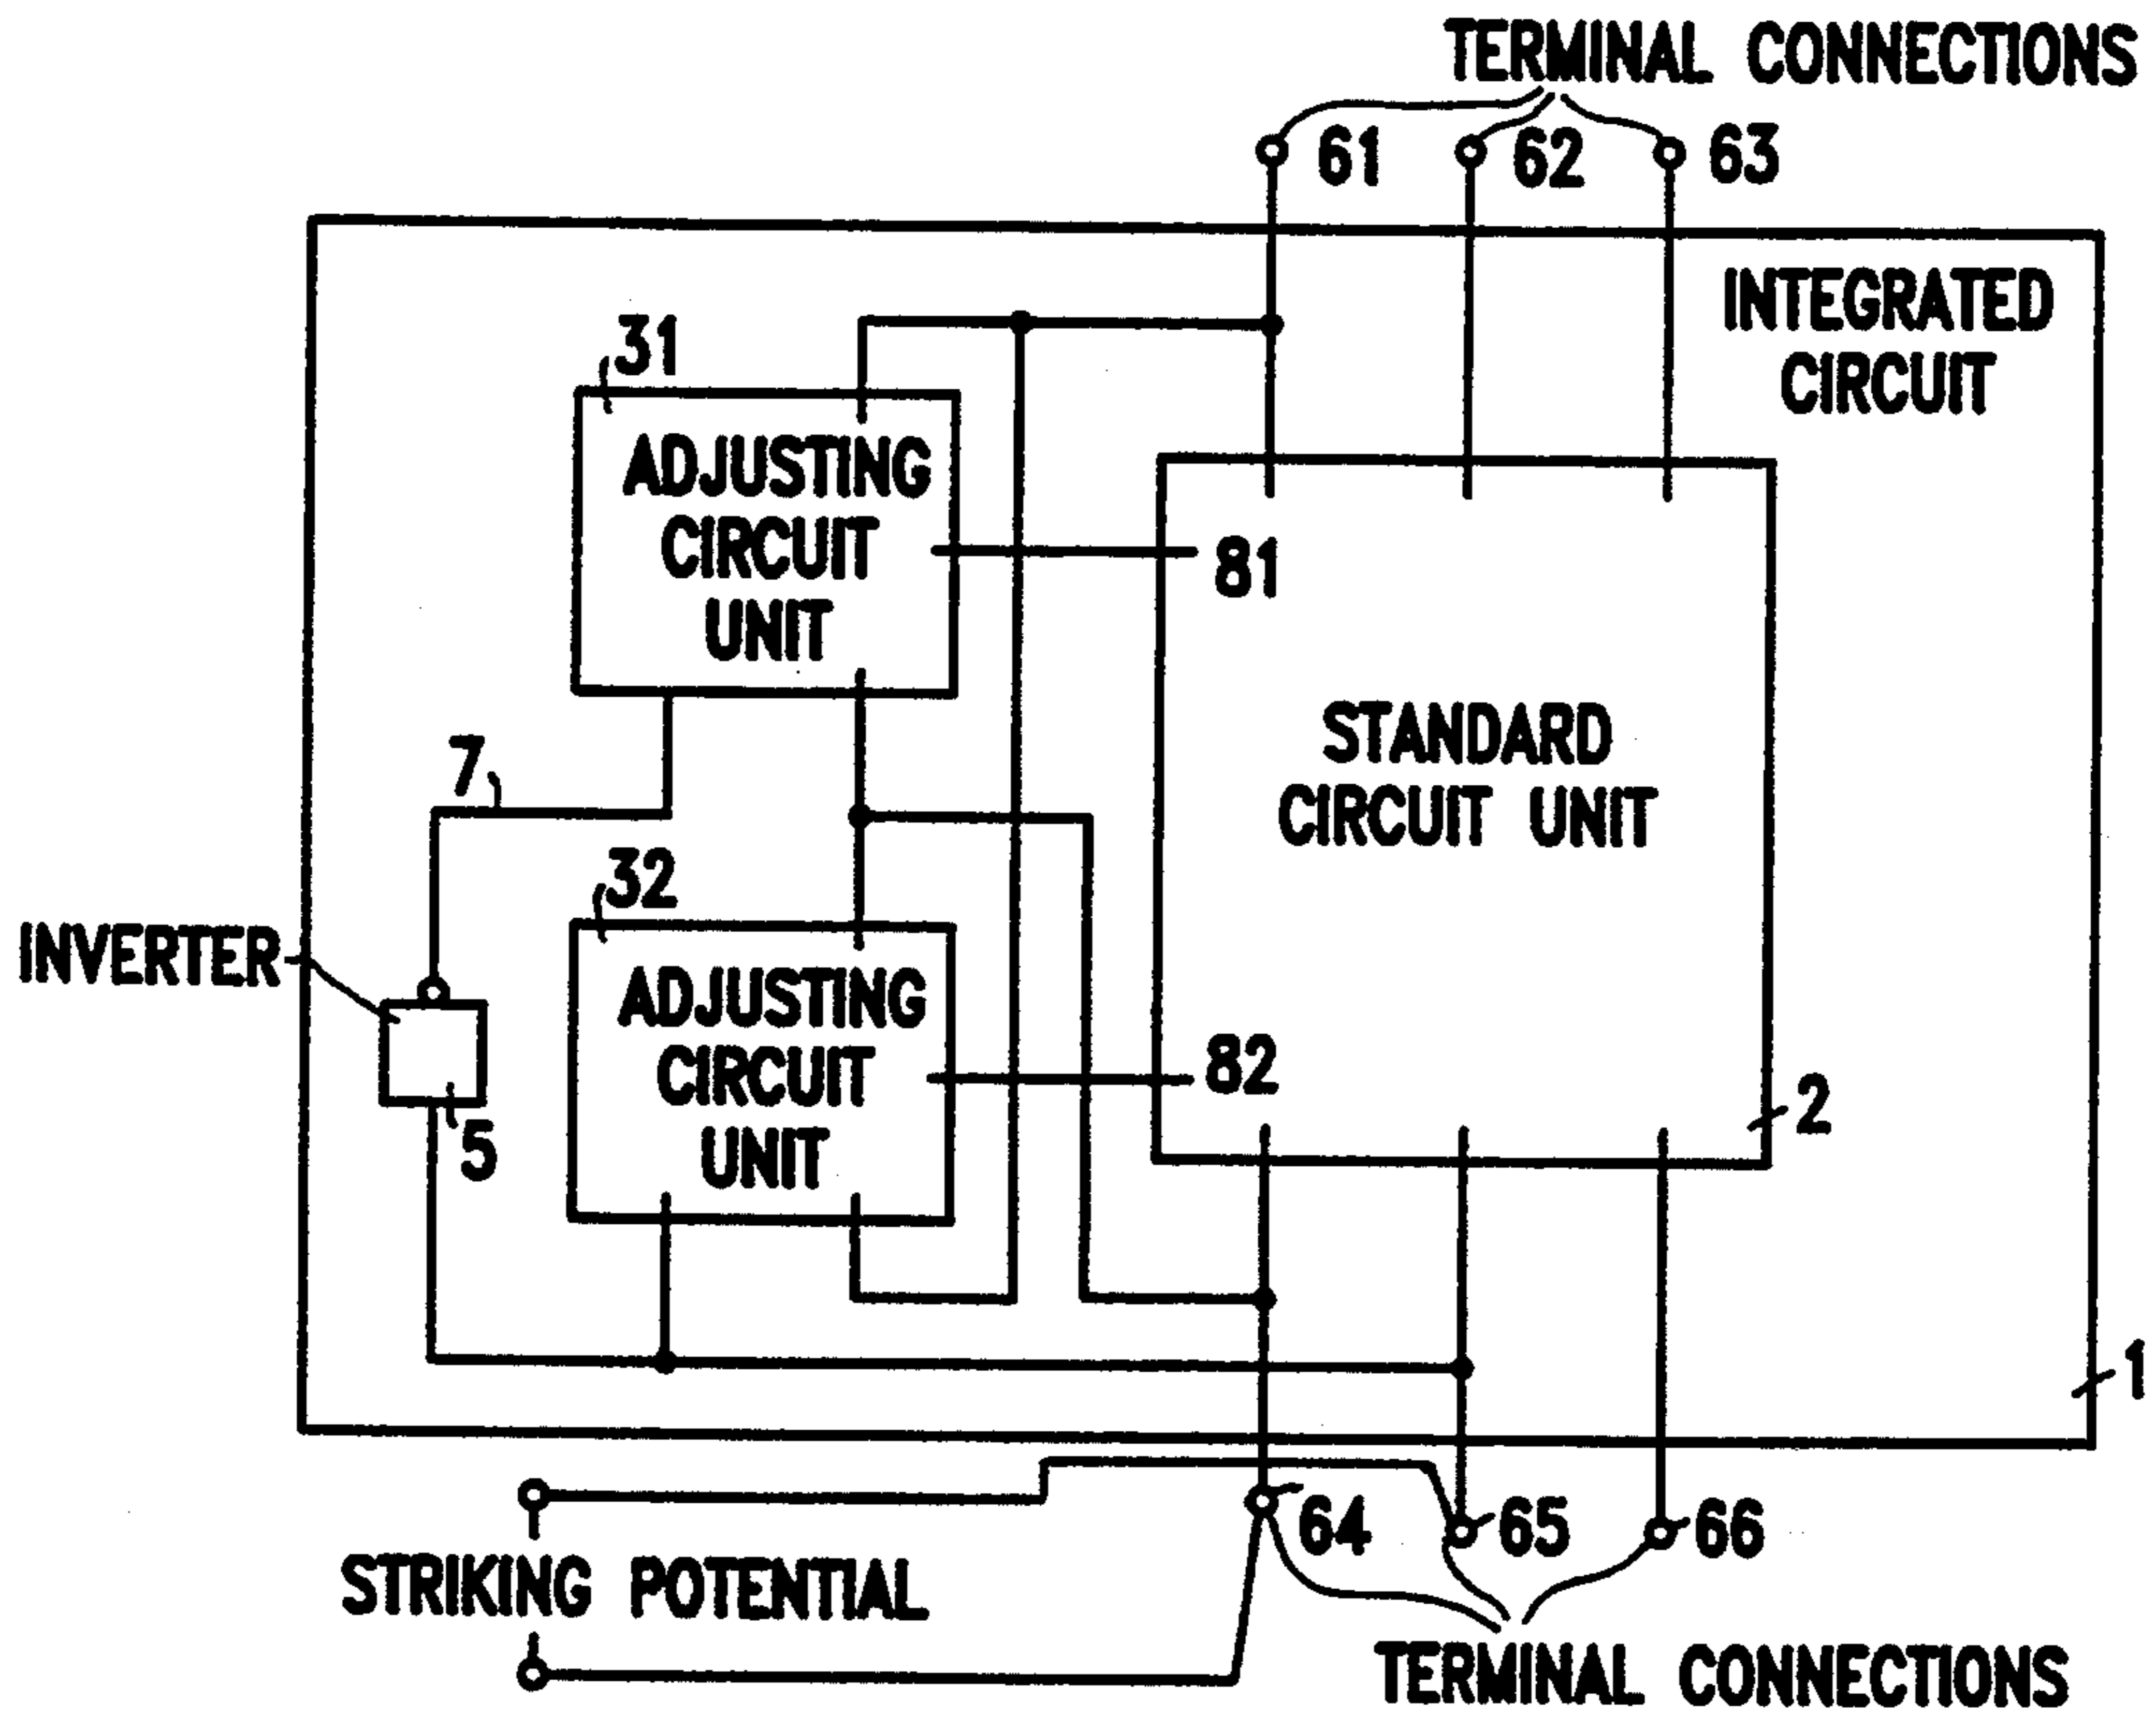 TERMINAL CONNECTIONS
61 62 63
INTEGRATED
CIRCUIT
31
ADJUSTING
CIRCUIT
UNIT
81
STANDARD
CIRCUIT UNIT
7
32
INVERTER
ADJUSTING
CIRCUIT
UNIT
82
2
5
1
64 65 66
STRIKING POTENTIAL
TERMINAL CONNECTIONS